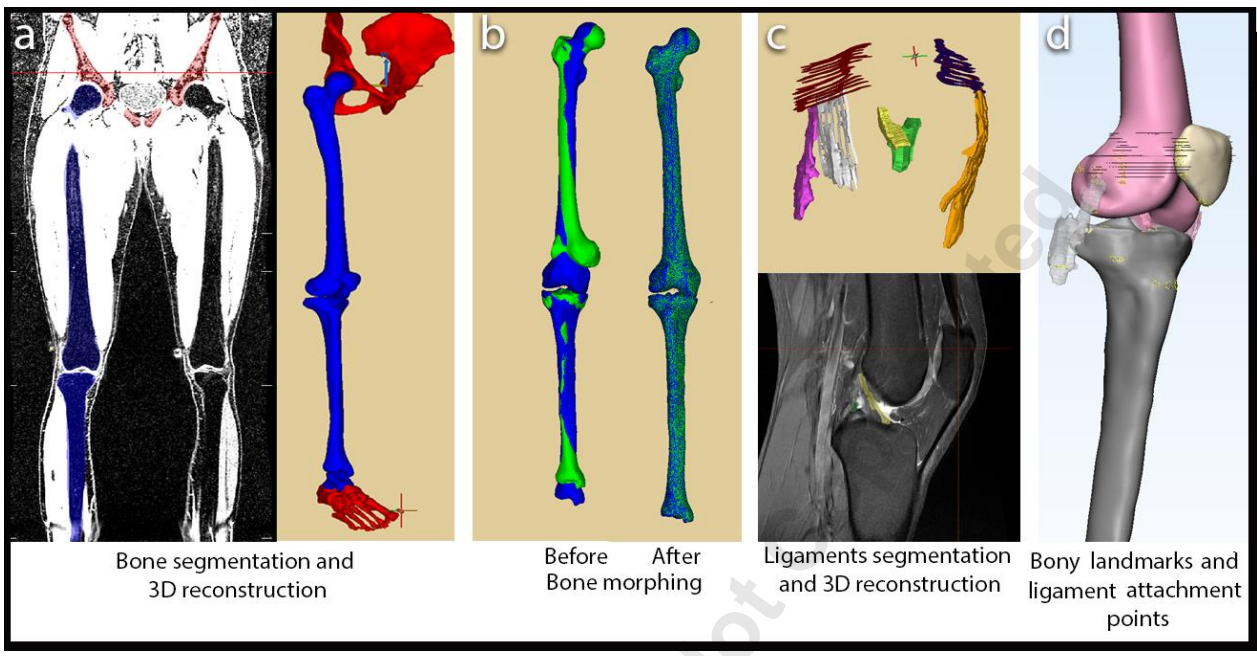 a
b
c
d
Bone segmentation and
3D reconstruction
Before After
Bone morphing
Ligaments segmentation
and 3D reconstruction
Bony landmarks and
ligament attachment
points